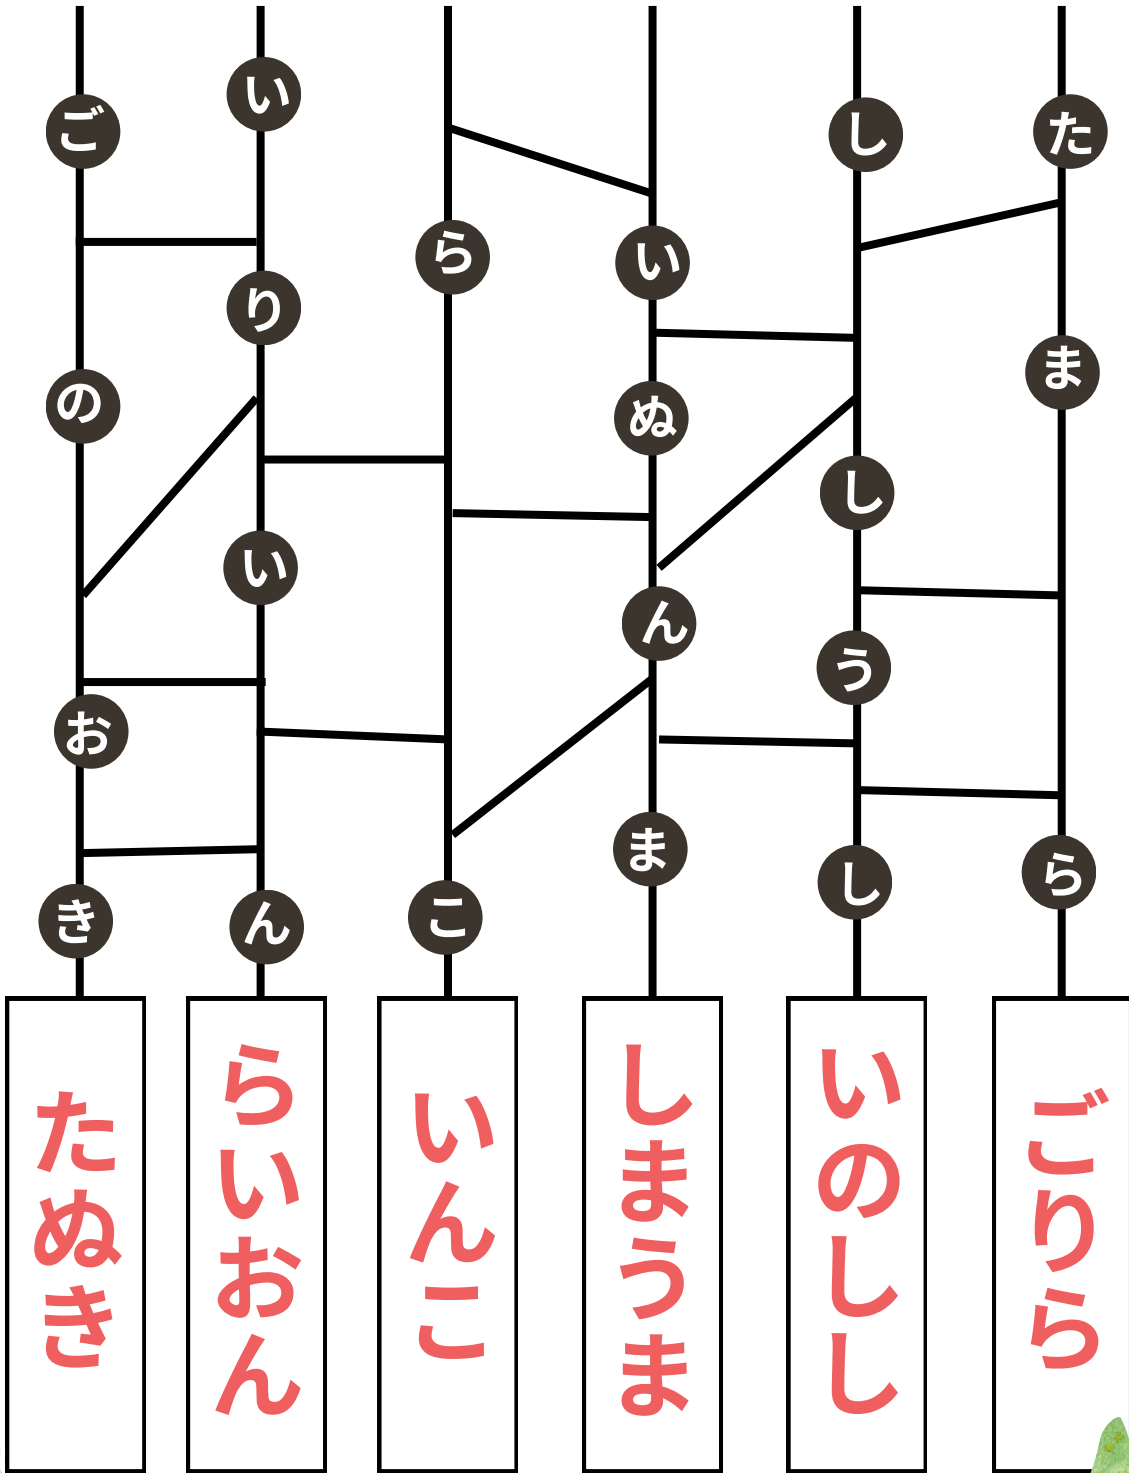 い
ご
し
た
ら
い
り
ま
の
ぬ
し
い
ん
う
お
ま
ら
し
こ
き
ん
たぬき
らいおん
いんこ
しまうま
いのしし
ごりら